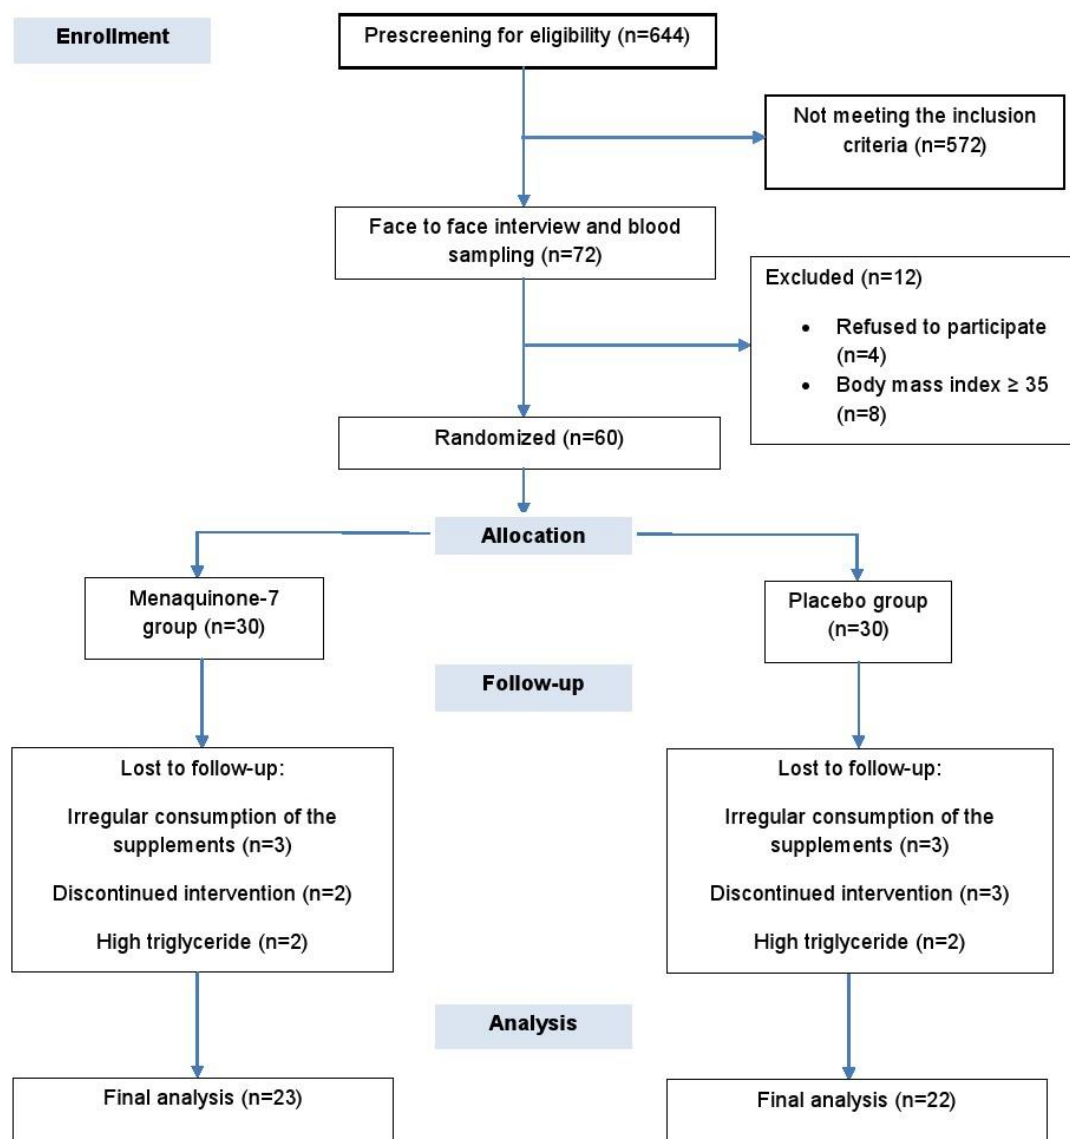 Enrollment
Prescreening for eligibility (n=644)
Not meeting the inclusion
criteria (n=572)
Face to face interview and blood
sampling (n=72)
Excluded (n=12)
• Refused to participate
(n=4)
• Body mass index ≥ 35
(n=8)
Randomized (n=60)
Allocation
Menaquinone-7
group (n=30)
Placebo group
(n=30)
Follow-up
Lost to follow-up:
Irregular consumption of the
supplements (n=3)
Discontinued intervention (n=2)
High triglyceride (n=2)
Lost to follow-up:
Irregular consumption of the
supplements (n=3)
Discontinued intervention (n=3)
High triglyceride (n=2)
Analysis
Final analysis (n=23)
Final analysis (n=22)